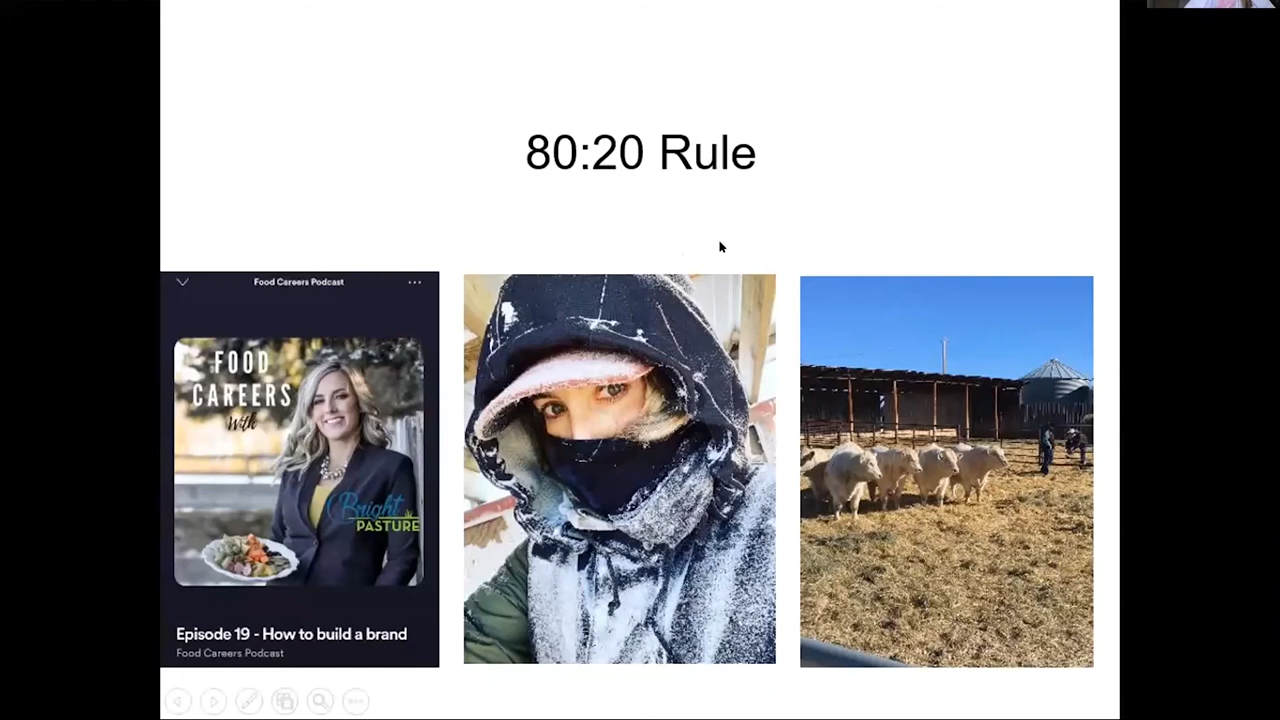 80:20 Rule
Food Careers Podcast
FOOD
CAREERS
with
Bright
PASTURE
Episode 19 - How to build a brand
Food Careers Podcast